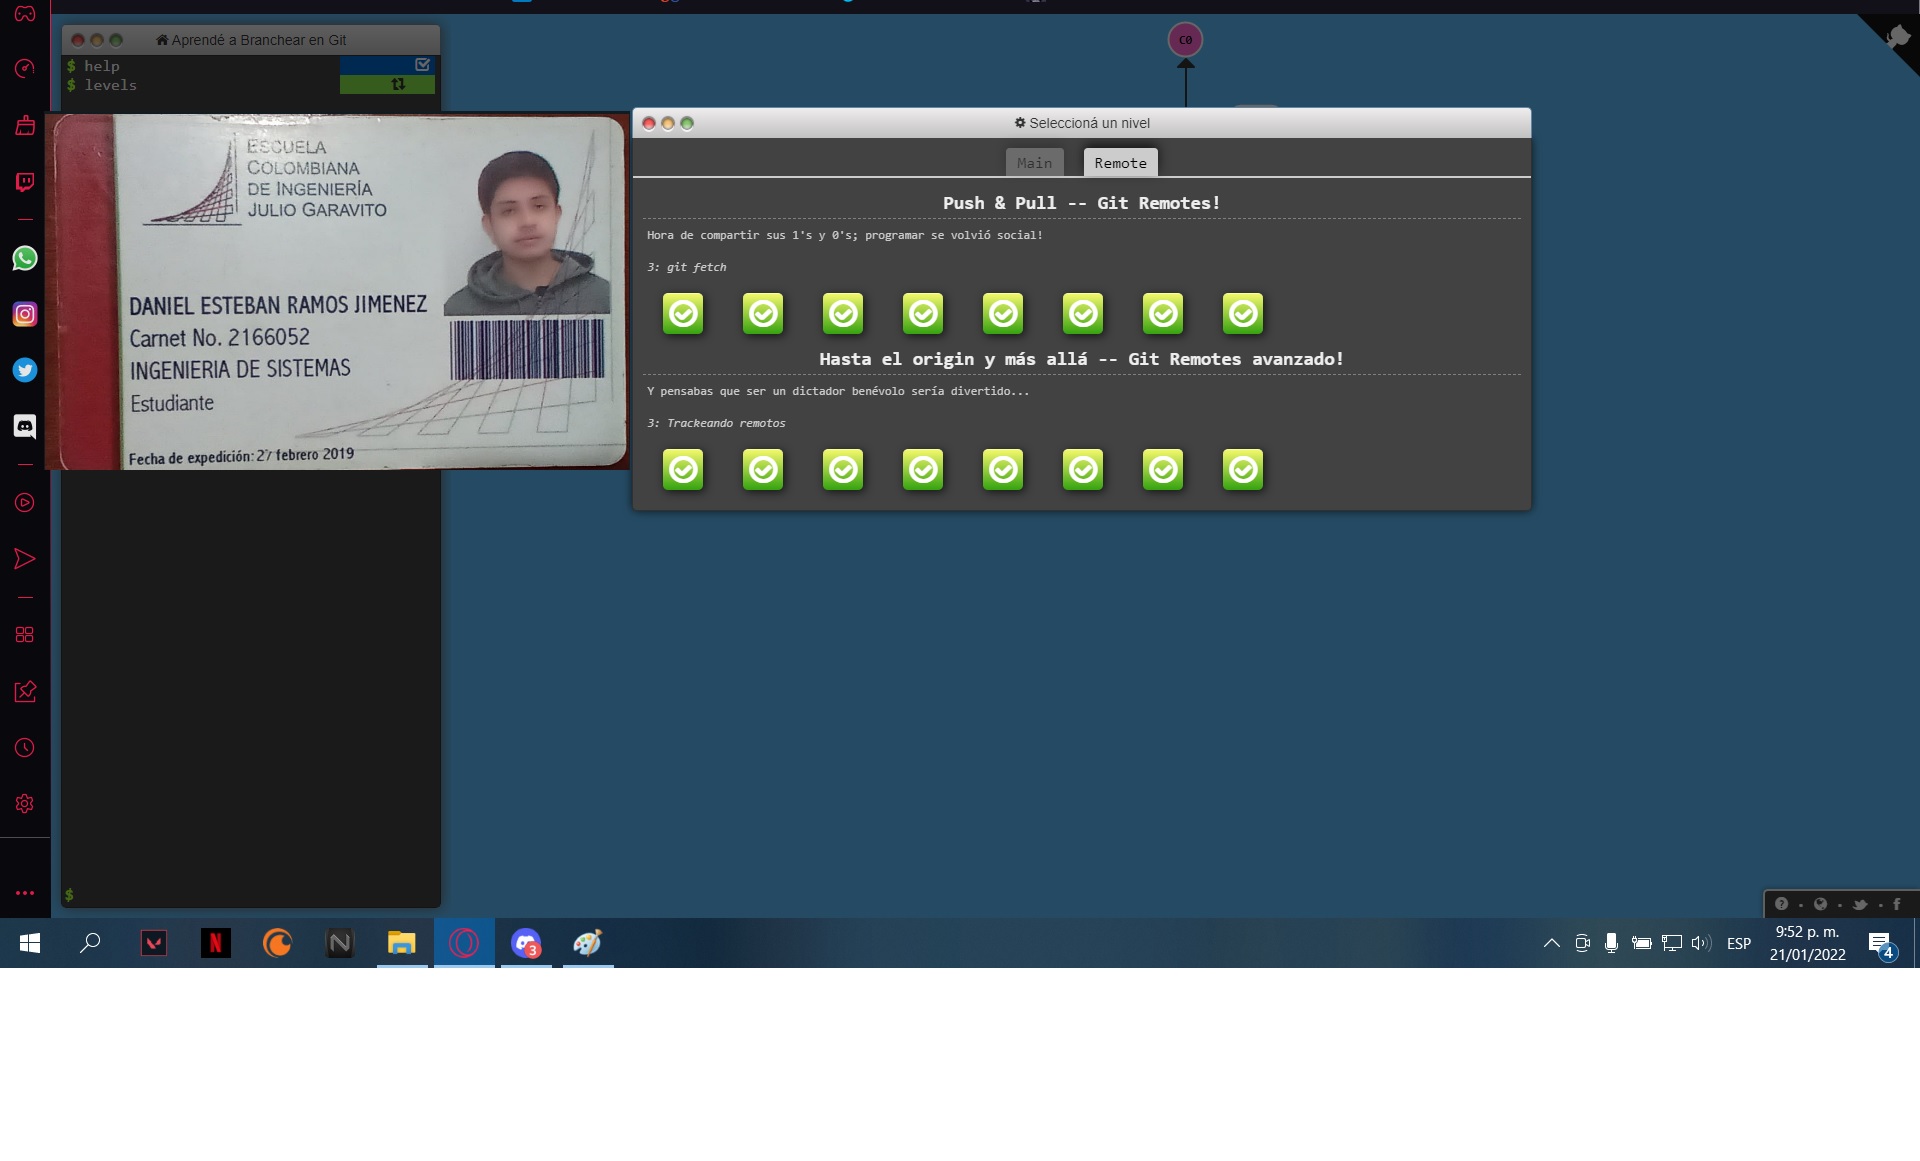 Aprendé a Branchear en Git
$ help
$ levels
$
C0
ESCUELA
COLOMBIANA
DE INGENIERÍA
JULIO GARAVITO
DANIEL ESTEBAN RAMOS JIMENEZ
Carnet No. 2166052
INGENIERIA DE SISTEMAS
Estudiante
Fecha de expedición: 27 febrero 2019
Seleccioná un nivel
Main
Remote
Push & Pull -- Git Remotes!
Hora de compartir sus 1's y 0's; programar se volvió social!
3: git fetch
Hasta el origin y más allá -- Git Remotes avanzado!
Y pensabas que ser un dictador benévolo sería divertido...
3: Trackeando remotos
3
ESP
9:52 p. m.
21/01/2022
4